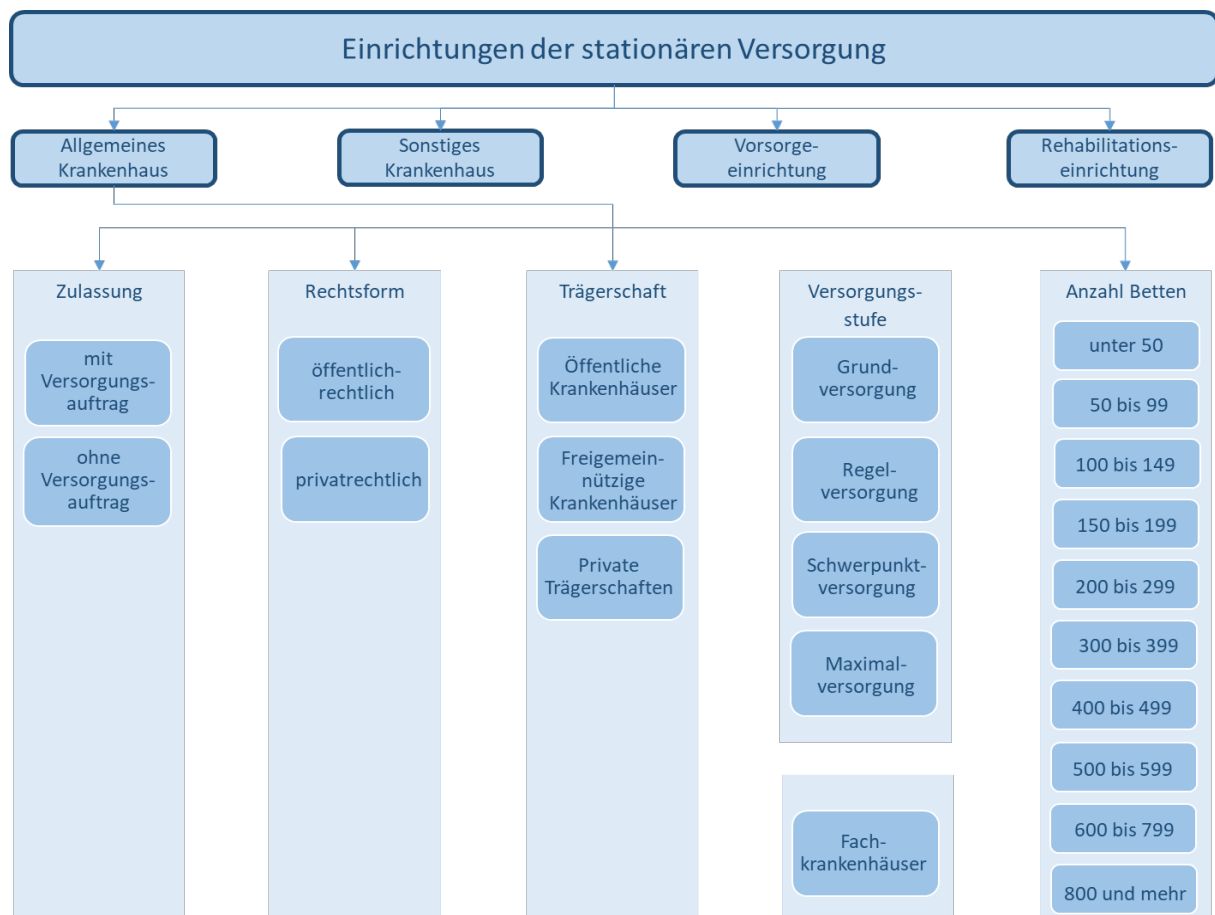 Einrichtungen der stationären Versorgung
Allgemeines
Krankenhaus
Sonstiges
Krankenhaus
Vorsorge-
einrichtung
Rehabilitations-
einrichtung
Zulassung
mit
Versorgungs-
auftrag
ohne
Versorgungs-
auftrag
Rechtsform
öffentlich-
rechtlich
privatrechtlich
Trägerschaft
Öffentliche
Krankenhäuser
Freigemein-
nützige
Krankenhäuser
Private
Trägerschaften
Versorgungs-
stufe
Grund-
versorgung
Regel-
versorgung
Schwerpunkt-
versorgung
Maximal-
versorgung
Fach-
krankenhäuser
Anzahl Betten
unter 50
50 bis 99
100 bis 149
150 bis 199
200 bis 299
300 bis 399
400 bis 499
500 bis 599
600 bis 799
800 und mehr